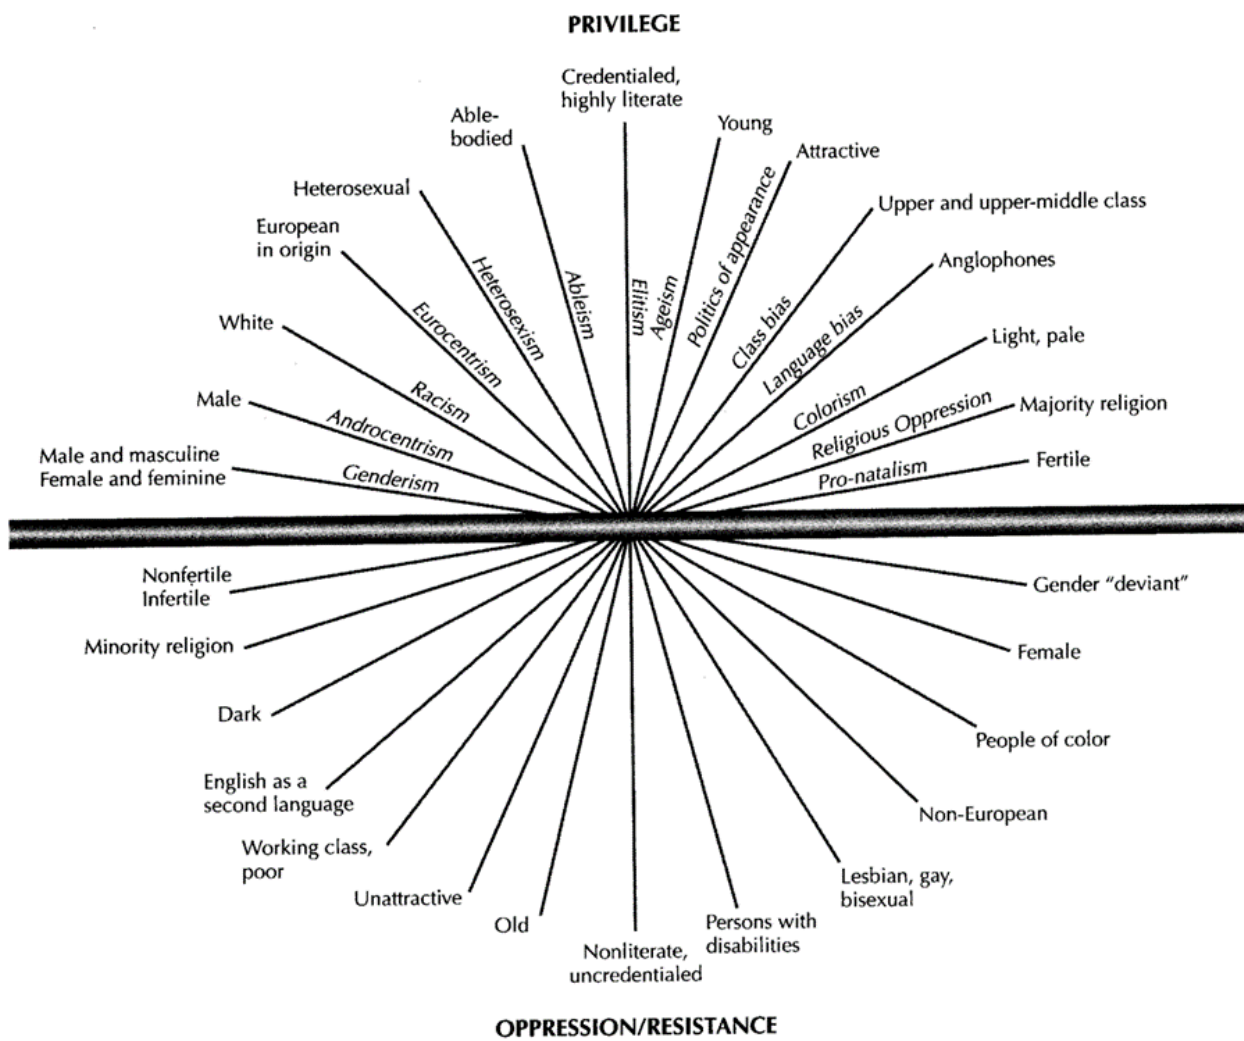 PRIVILEGE
Credentialed,
highly literate
Able-
bodied
Young
Attractive
Heterosexual
Upper and upper-middle class
European
in origin
Anglophones
White
Light, pale
Male
Majority religion
Male and masculine
Female and feminine
Fertile
Genderism
Androcentrism
Racism
Eurocentrism
Heterosexism
Ableism
Elitism
Ageism
Politics of appearance
Class bias
Language bias
Colorism
Religious Oppression
Pro-natalism
Nonfertile
Infertile
Gender “deviant”
Minority religion
Female
Dark
People of color
English as a
second language
Non-European
Working class,
poor
Lesbian, gay,
bisexual
Unattractive
Old
Persons with
disabilities
Nonliterate,
uncredentialed
OPPRESSION/RESISTANCE